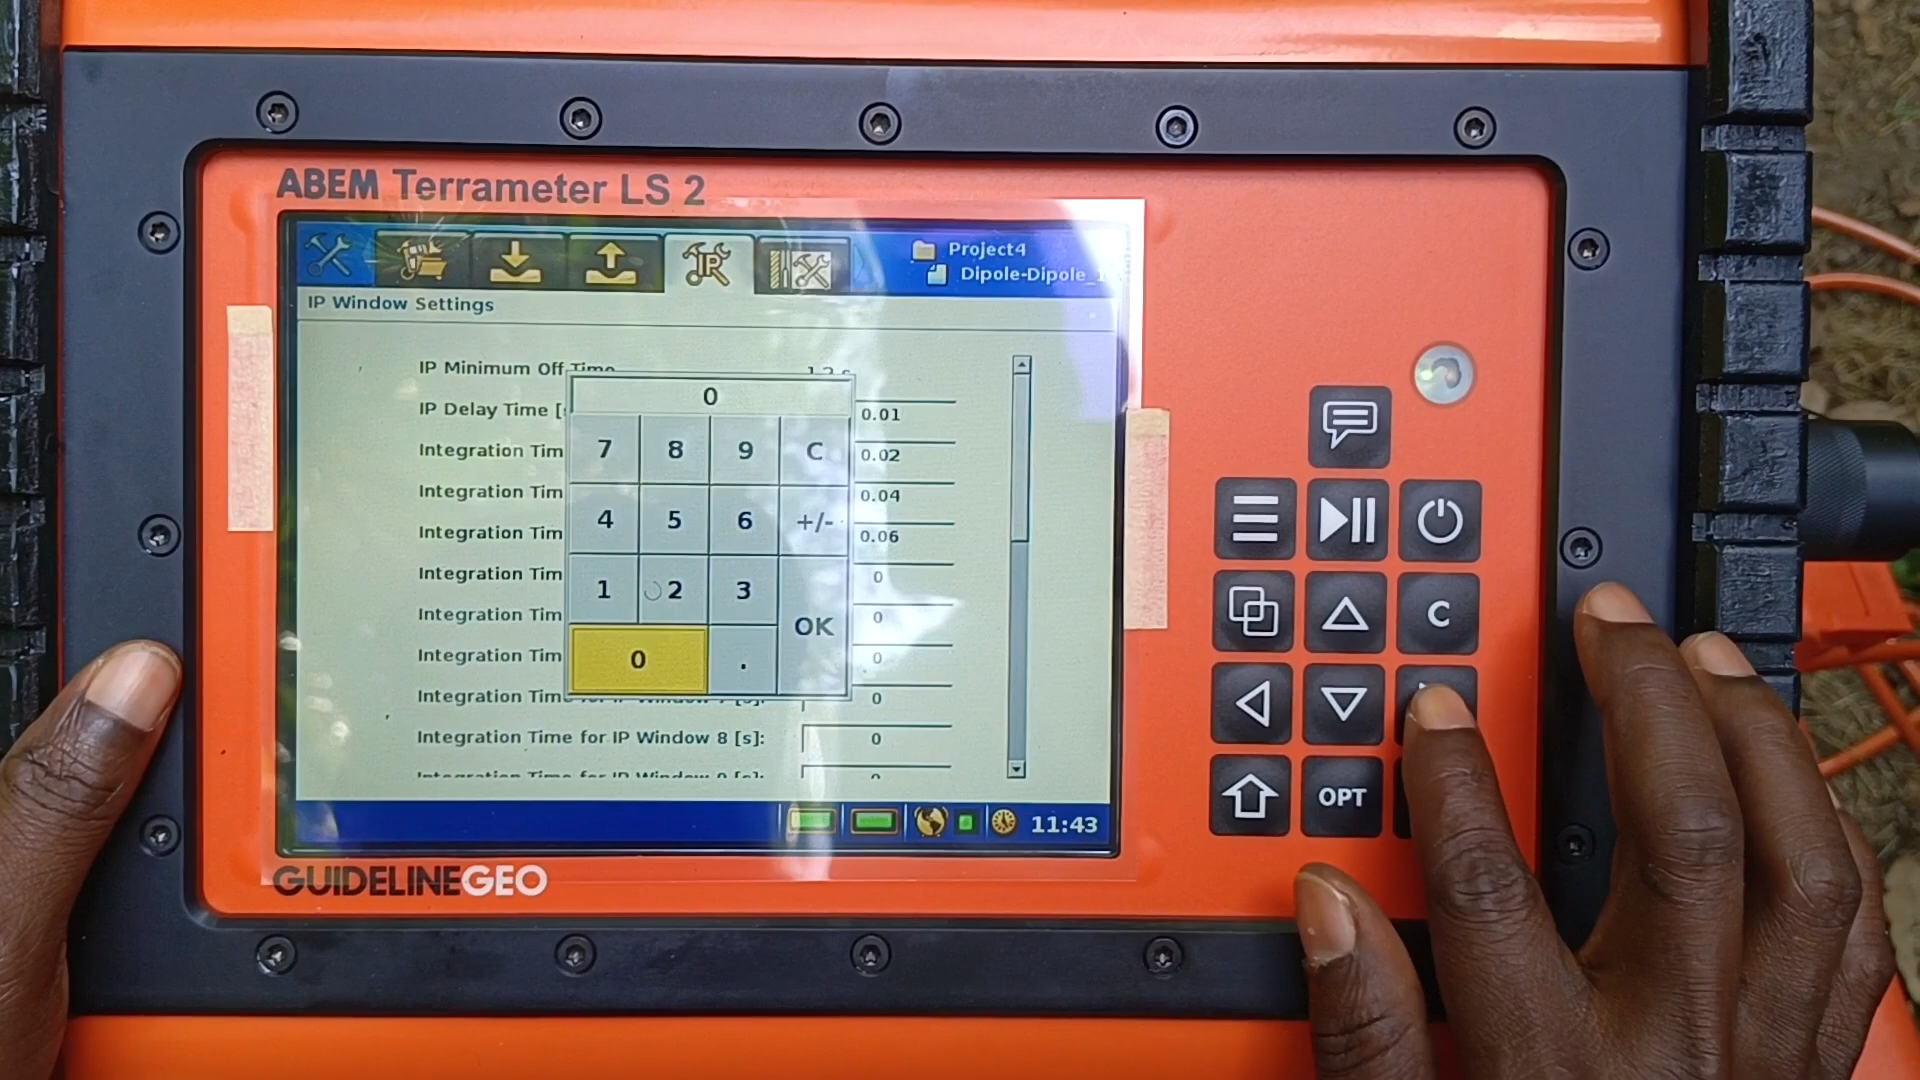 ABEM Terrameter LS 2
IP
Project4
Dipole-Dipole_1
IP Window Settings
IP Minimum Off Time
IP Delay Time [s 0.01
Integration Tim 0.02
Integration Tim 0.04
Integration Tim 0.06
Integration Tim 0
Integration Tim 0
Integration Tim 0
Integration Time for IP Window 7 [s]: 0
Integration Time for IP Window 8 [s]: 0
Integration Time for IP Window 9 [s]: 0
0
7 8 9 C
4 5 6 +/-
1 2 3
OK
0 .
11:43
GUIDELINEGEO
C
OPT